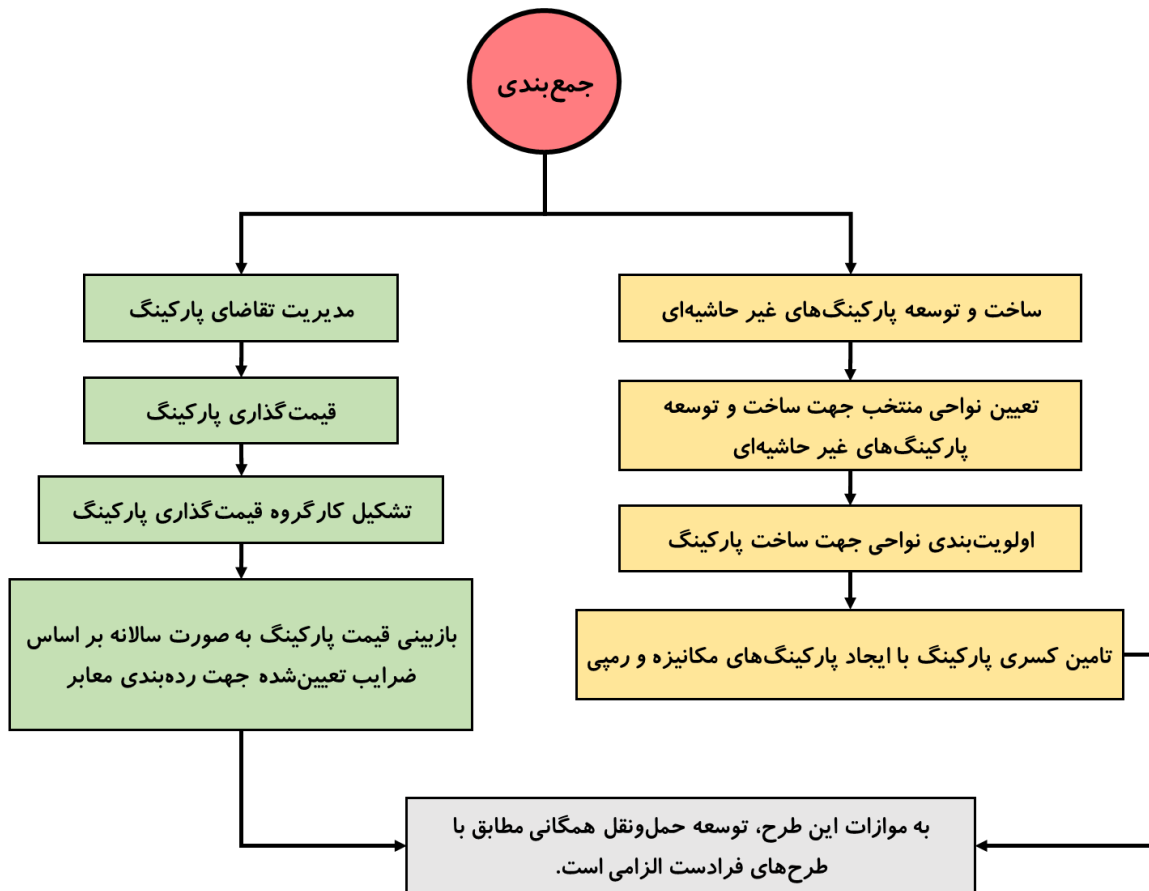 جمع‌بندی
ساخت و توسعه پارکینگ‌های غیر حاشیه‌ای
تعیین نواحی منتخب جهت ساخت و توسعه
پارکینگ‌های غیر حاشیه‌ای
اولویت‌بندی نواحی جهت ساخت پارکینگ
تامین کسری پارکینگ با ایجاد پارکینگ‌های مکانیزه و رمپی
مدیریت تقاضای پارکینگ
قیمت‌گذاری پارکینگ
تشکیل کارگروه قیمت‌گذاری پارکینگ
بازبینی قیمت پارکینگ به صورت سالانه بر اساس
ضرایب تعیین‌شده جهت رده‌بندی معابر
به موازات این طرح، توسعه حمل‌ونقل همگانی مطابق با
طرح‌های فرادست الزامی است.